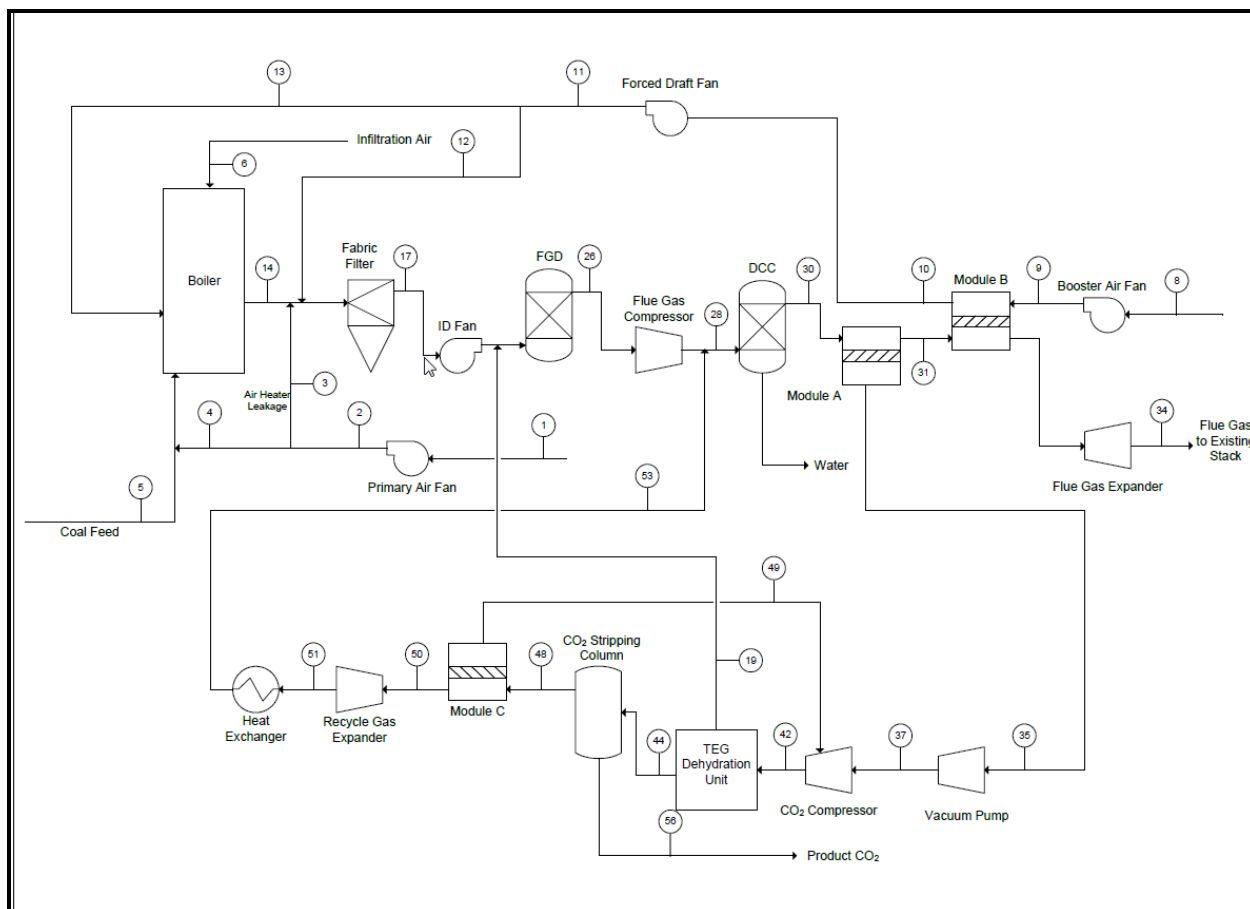 13
11
Forced Draft Fan
Infiltration Air
12
6
Boiler
14
Fabric
Filter
17
ID Fan
FGD
26
Flue Gas
Compressor
28
DCC
30
10
Module B
9
Booster Air Fan
8
Module A
31
Air Heater
Leakage
3
4
2
1
Primary Air Fan
5
Coal Feed
53
Water
34
Flue Gas
to Existing
Stack
Flue Gas Expander
49
CO₂ Stripping
Column
51
50
48
19
Heat
Exchanger
Recycle Gas
Expander
Module C
44
TEG
Dehydration
Unit
42
37
35
CO₂ Compressor
Vacuum Pump
56
Product CO₂